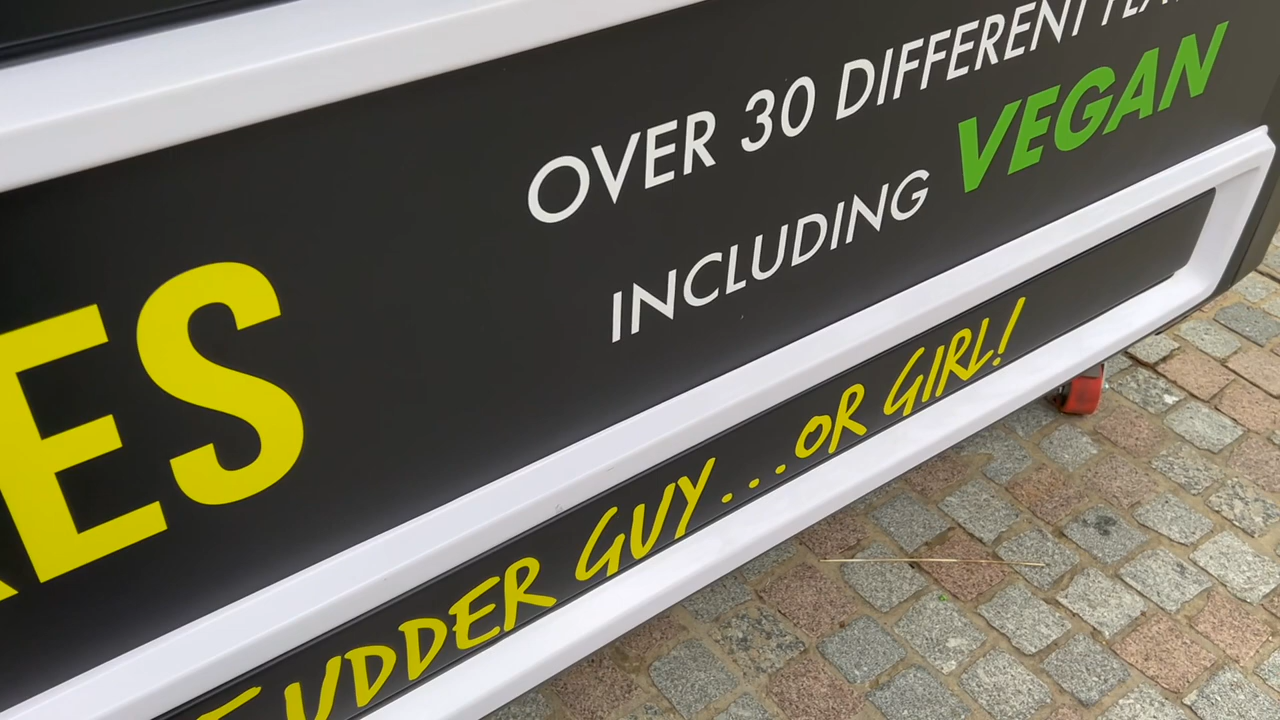 OVER 30 DIFFERENT
INCLUDING VEGAN
ES
UDDER GUY...OR GIRL!